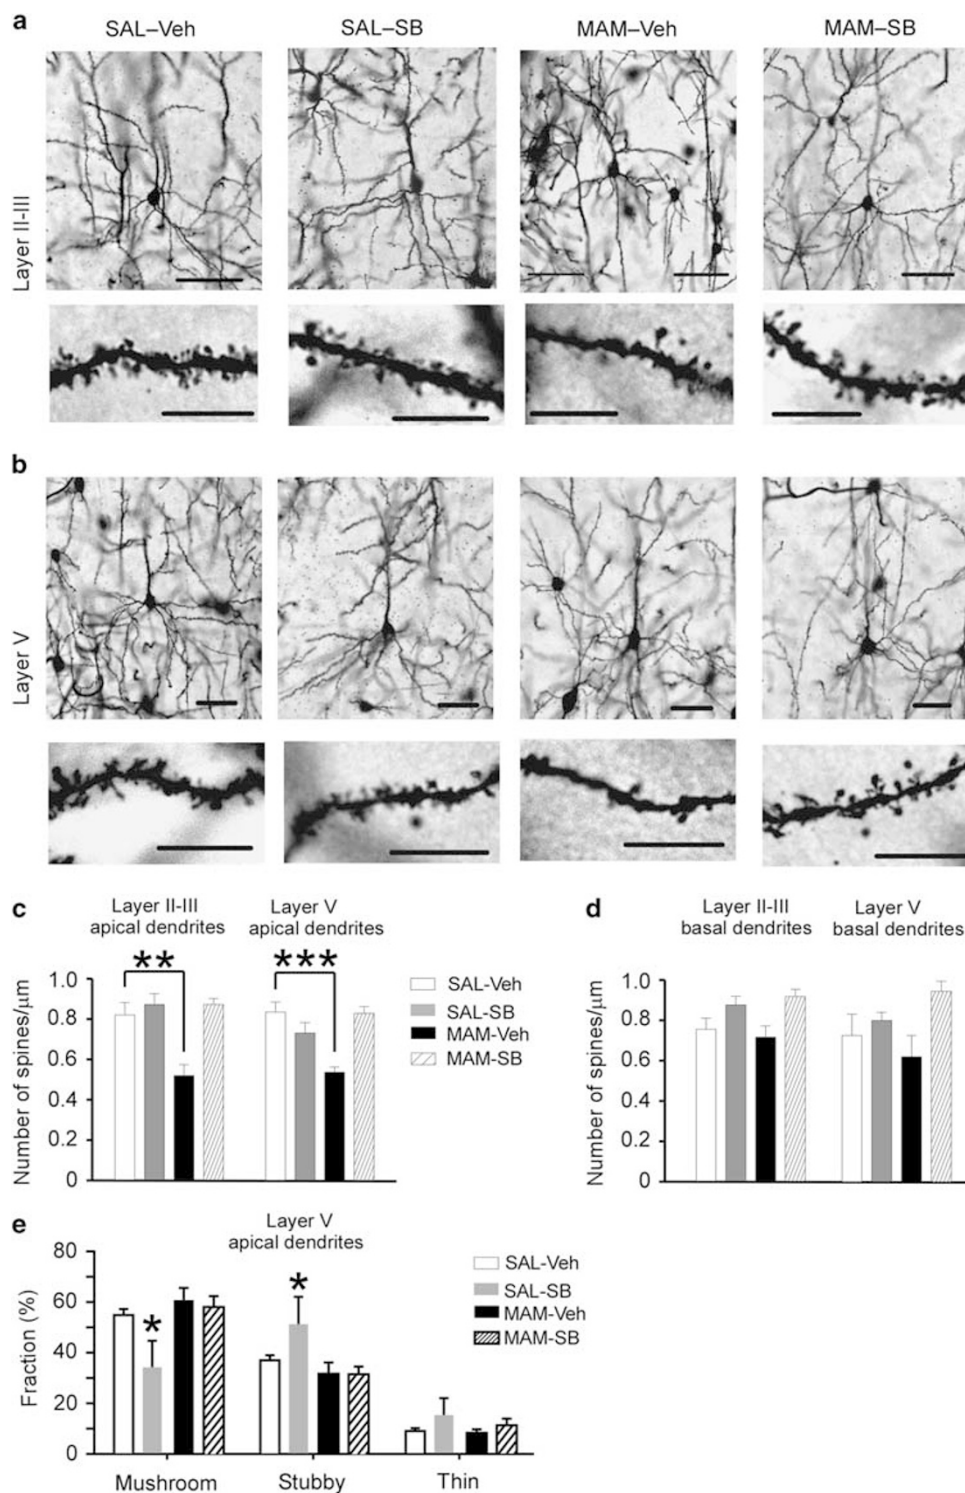 a
SAL–Veh
SAL–SB
MAM–Veh
MAM–SB
Layer II-III
b
Layer V
c
Layer II-III
apical dendrites
Layer V
apical dendrites
**
***
Number of spines/μm
1.0
0.8
0.6
0.4
0.2
0
SAL-Veh
SAL-SB
MAM-Veh
MAM-SB
d
Layer II-III
basal dendrites
Layer V
basal dendrites
Number of spines/μm
1.0
0.8
0.6
0.4
0.2
0
e
Layer V
apical dendrites
Fraction (%)
80
60
40
20
0
*
*
SAL-Veh
SAL-SB
MAM-Veh
MAM-SB
Mushroom
Stubby
Thin